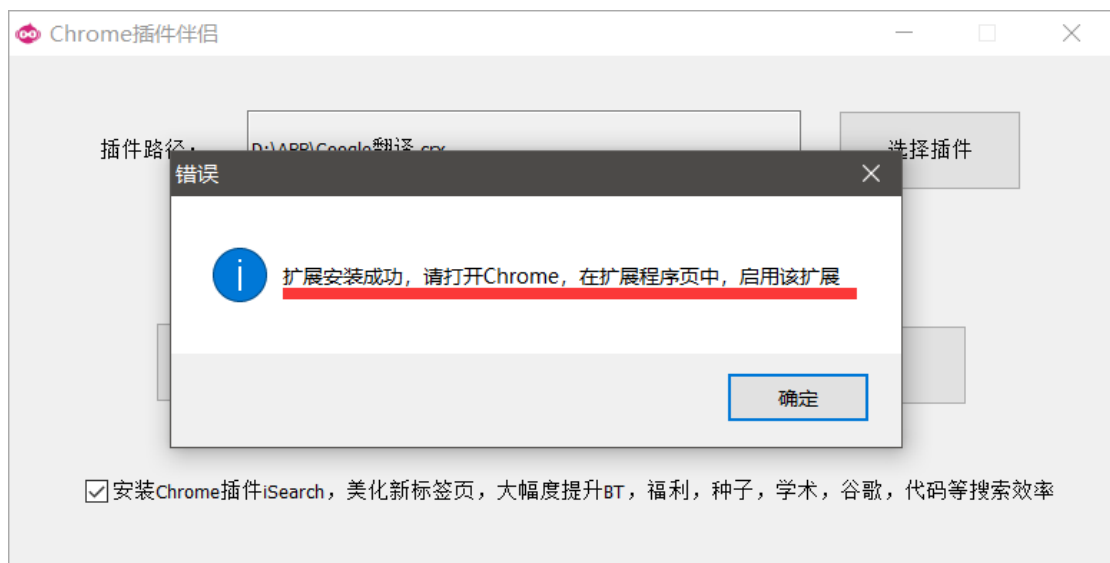 Chrome插件伴侣
插件路径:
D:\APP\Google翻译.crx
选择插件
错误
扩展安装成功，请打开Chrome，在扩展程序页中，启用该扩展
确定
安装Chrome插件iSearch，美化新标签页，大幅度提升BT，福利，种子，学术，谷歌，代码等搜索效率